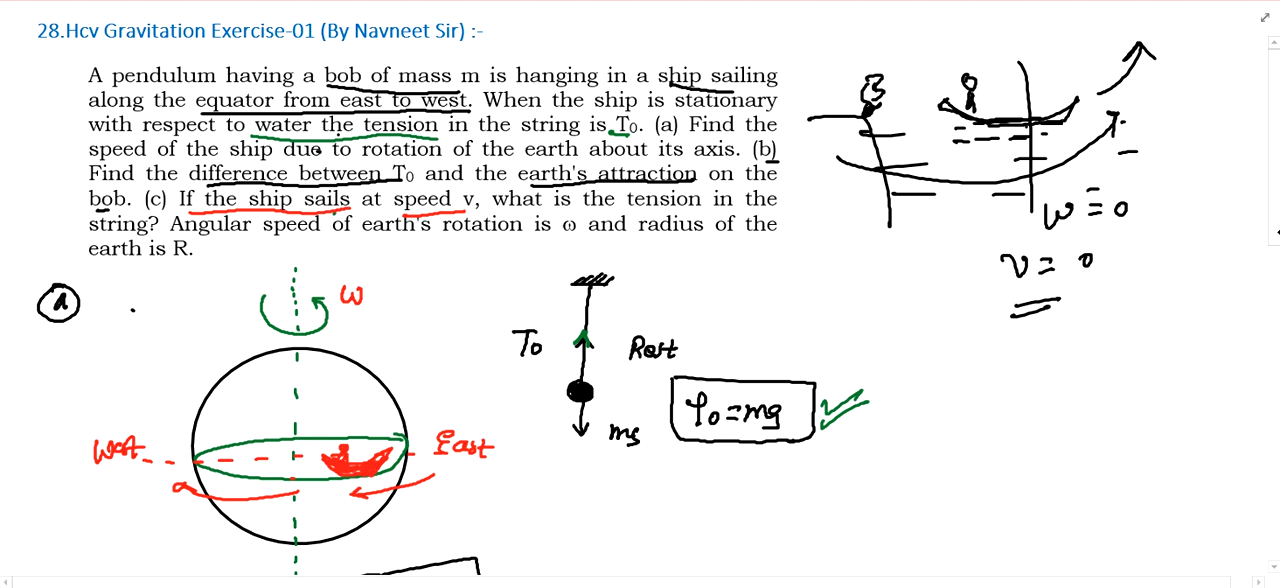 28.Hcv Gravitation Exercise-01 (By Navneet Sir) :-
A pendulum having a bob of mass m is hanging in a ship sailing
along the equator from east to west. When the ship is stationary
with respect to water the tension in the string is T₀. (a) Find the
speed of the ship due to rotation of the earth about its axis. (b)
Find the difference between T₀ and the earth's attraction on the
bob. (c) If the ship sails at speed v, what is the tension in the
string? Angular speed of earth's rotation is ω and radius of the
earth is R.
ω = 0
v = 0
ω
T₀
Rest
T₀=mg
mg
West
East